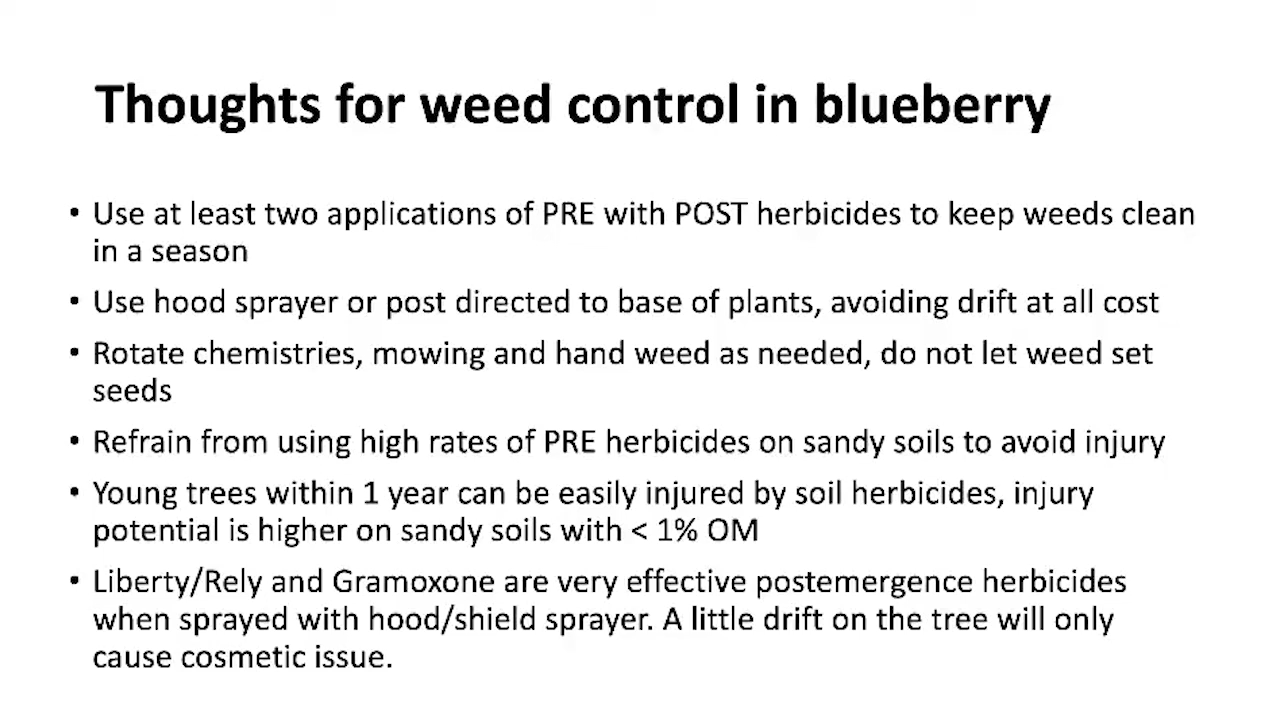 Thoughts for weed control in blueberry
• Use at least two applications of PRE with POST herbicides to keep weeds clean
in a season
• Use hood sprayer or post directed to base of plants, avoiding drift at all cost
• Rotate chemistries, mowing and hand weed as needed, do not let weed set
seeds
• Refrain from using high rates of PRE herbicides on sandy soils to avoid injury
• Young trees within 1 year can be easily injured by soil herbicides, injury
potential is higher on sandy soils with < 1% OM
• Liberty/Rely and Gramoxone are very effective postemergence herbicides
when sprayed with hood/shield sprayer. A little drift on the tree will only
cause cosmetic issue.